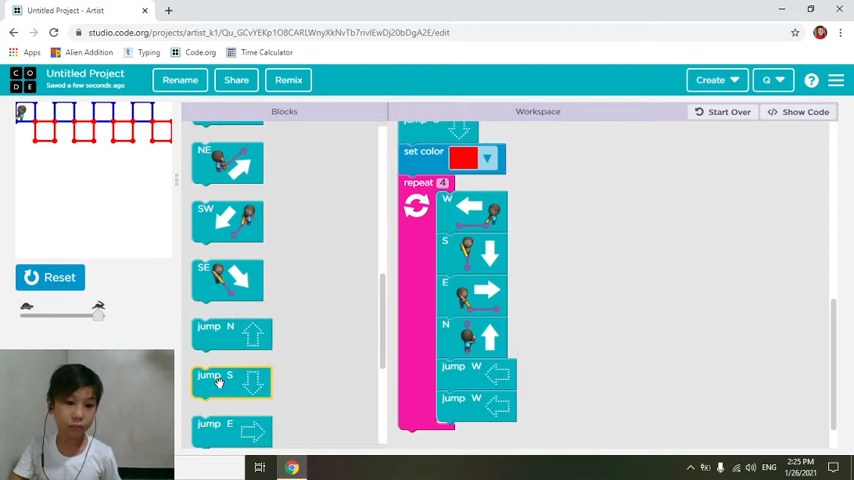 Untitled Project
studio.code.org/projects/artist_k1/Qu_GCvYEKp1O8CARLWnyXkNvTb7rivlEwDj20bDgA2E/edit
Apps
Alien Addition
Typing
Code.org
Time Calculator
C O
D E
Untitled Project
Saved a few seconds ago
Rename
Share
Remix
Create
Q
?
Blocks
Workspace
Start Over
Show Code
NE
SW
SE
jump N
jump S
jump E
set color
repeat 4
W
S
E
N
jump W
jump W
Reset
ENG
2:25 PM
1/26/2021